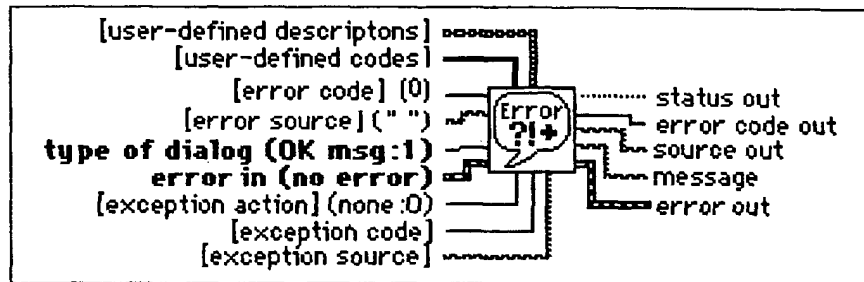 [user-defined descriptons]
[user-defined codes]
[error code] (0)
[error source] (" ")
type of dialog (OK msg:1)
error in (no error)
[exception action] (none:0)
[exception code]
[exception source]
Error
?!+
status out
error code out
source out
message
error out